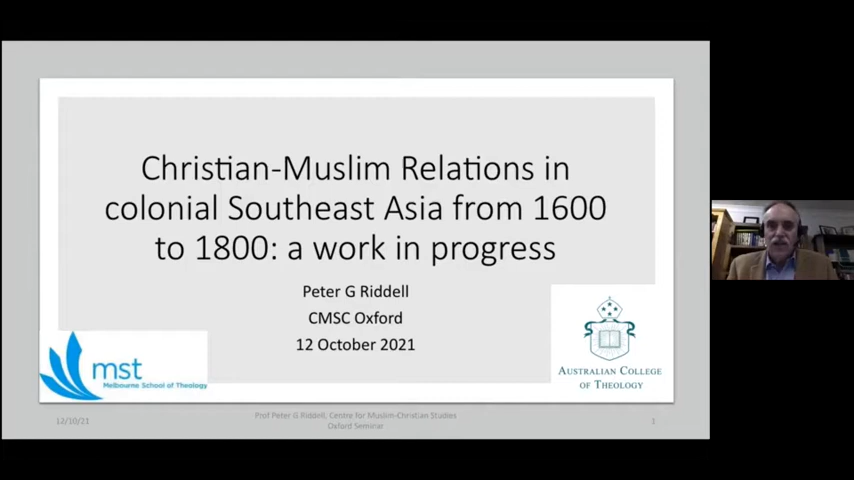 Christian-Muslim Relations in
colonial Southeast Asia from 1600
to 1800: a work in progress
Peter G Riddell
CMSC Oxford
12 October 2021
mst
Melbourne School of Theology
AUSTRALIAN COLLEGE
OF THEOLOGY
12/10/21
Prof Peter G Riddell, Centre for Muslim-Christian Studies
Oxford Seminar
1